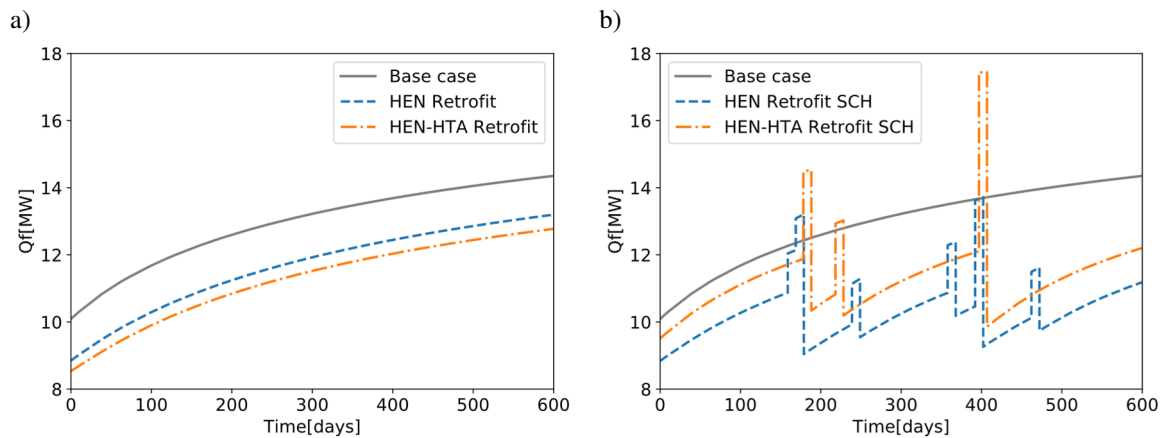 a)
18
16
14
12
10
8
Qf[MW]
0 100 200 300 400 500 600
Time[days]
Base case
HEN Retrofit
HEN-HTA Retrofit
b)
18
16
14
12
10
8
Qf[MW]
0 100 200 300 400 500 600
Time[days]
Base case
HEN Retrofit SCH
HEN-HTA Retrofit SCH